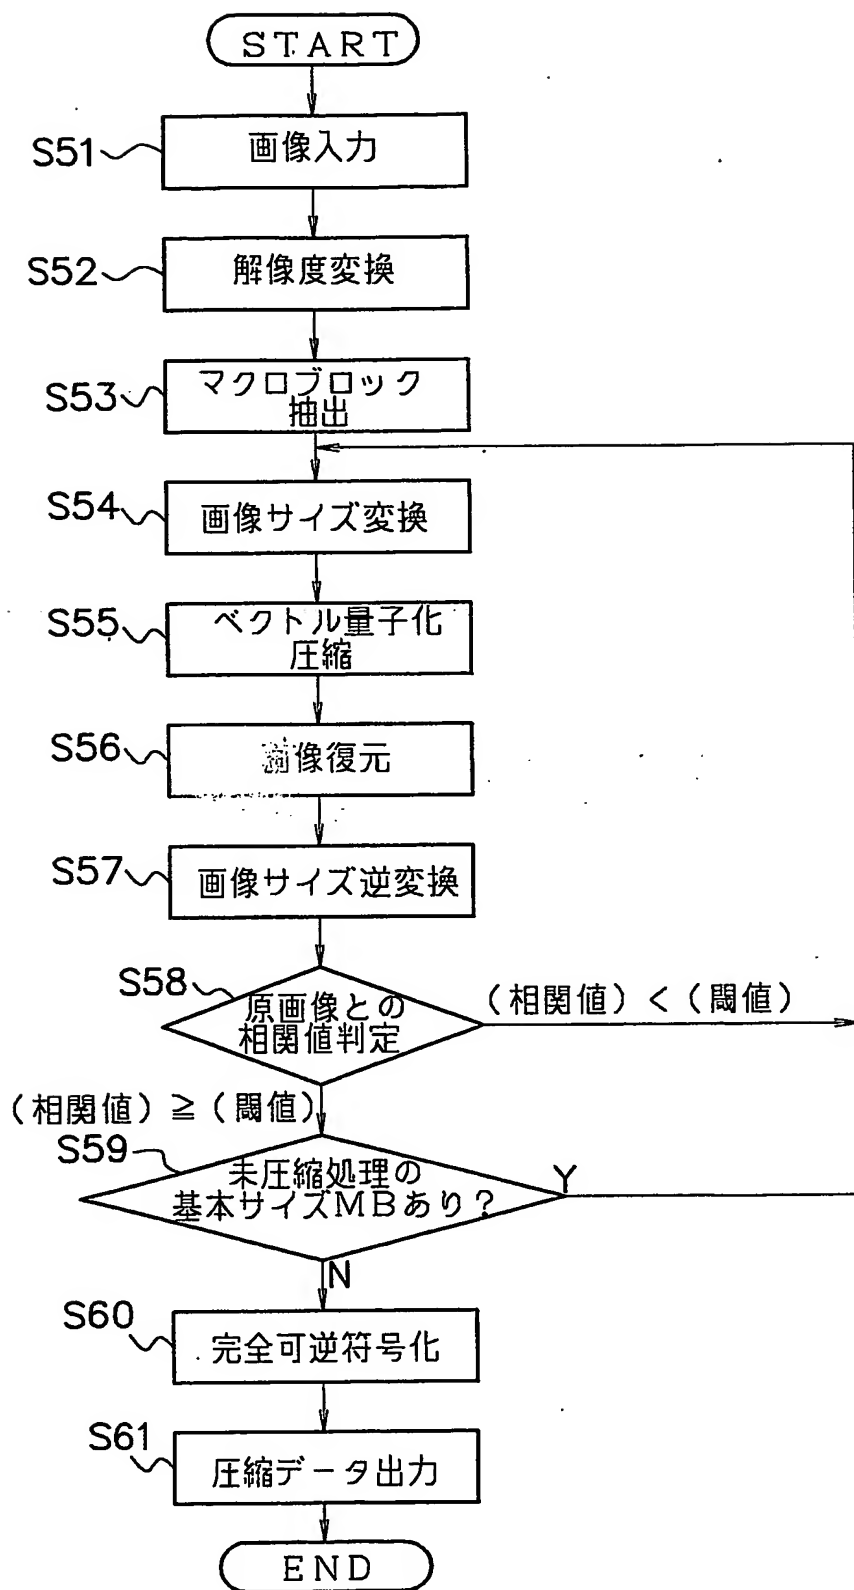 START
S51
画像入力
S52
解像度変換
S53
マクロブロック
抽出
S54
画像サイズ変換
S55
ベクトル量子化
圧縮
S56
像復元
S57
画像サイズ逆変換
S58
原画像との
相関値判定
(相関値)<(閾値)
(相関値)≧(閾値)
S59
未圧縮処理の
基本サイズMBあり?
Y
N
S60
完全可逆符号化
S61
圧縮データ出力
END